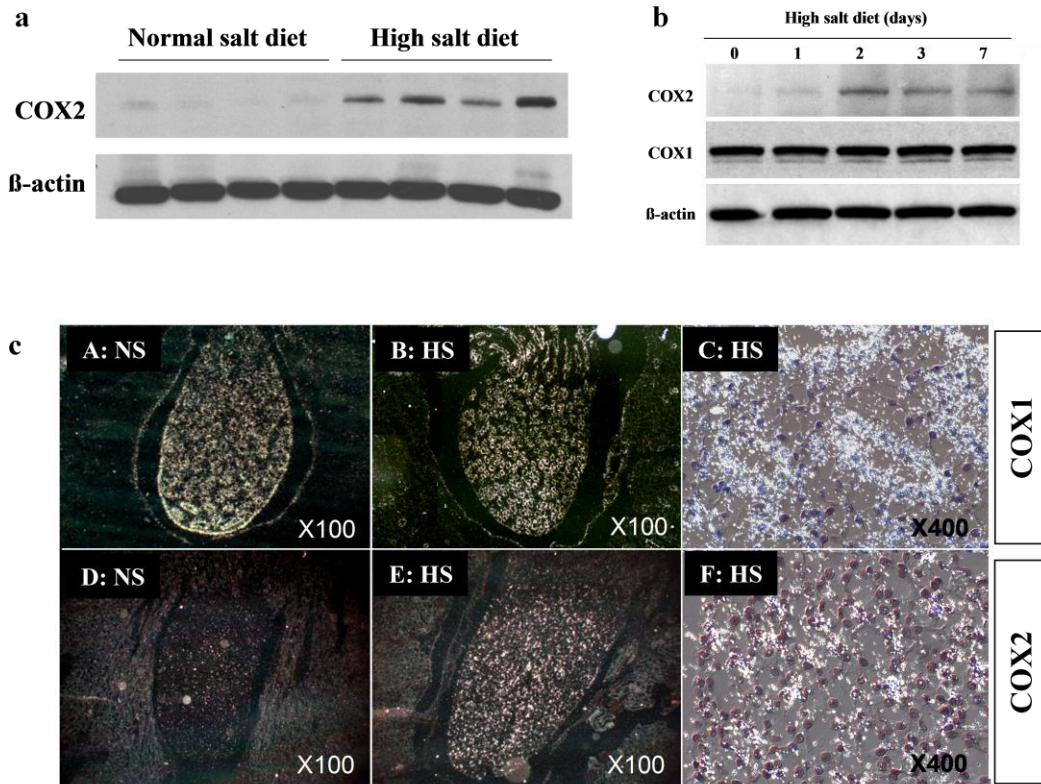 a
Normal salt diet High salt diet
COX2
ß-actin
b
High salt diet (days)
0 1 2 3 7
COX2
COX1
ß-actin
c
A: NS B: HS C: HS
X100 X100 X400
COX1
D: NS E: HS F: HS
X100 X100 X400
COX2